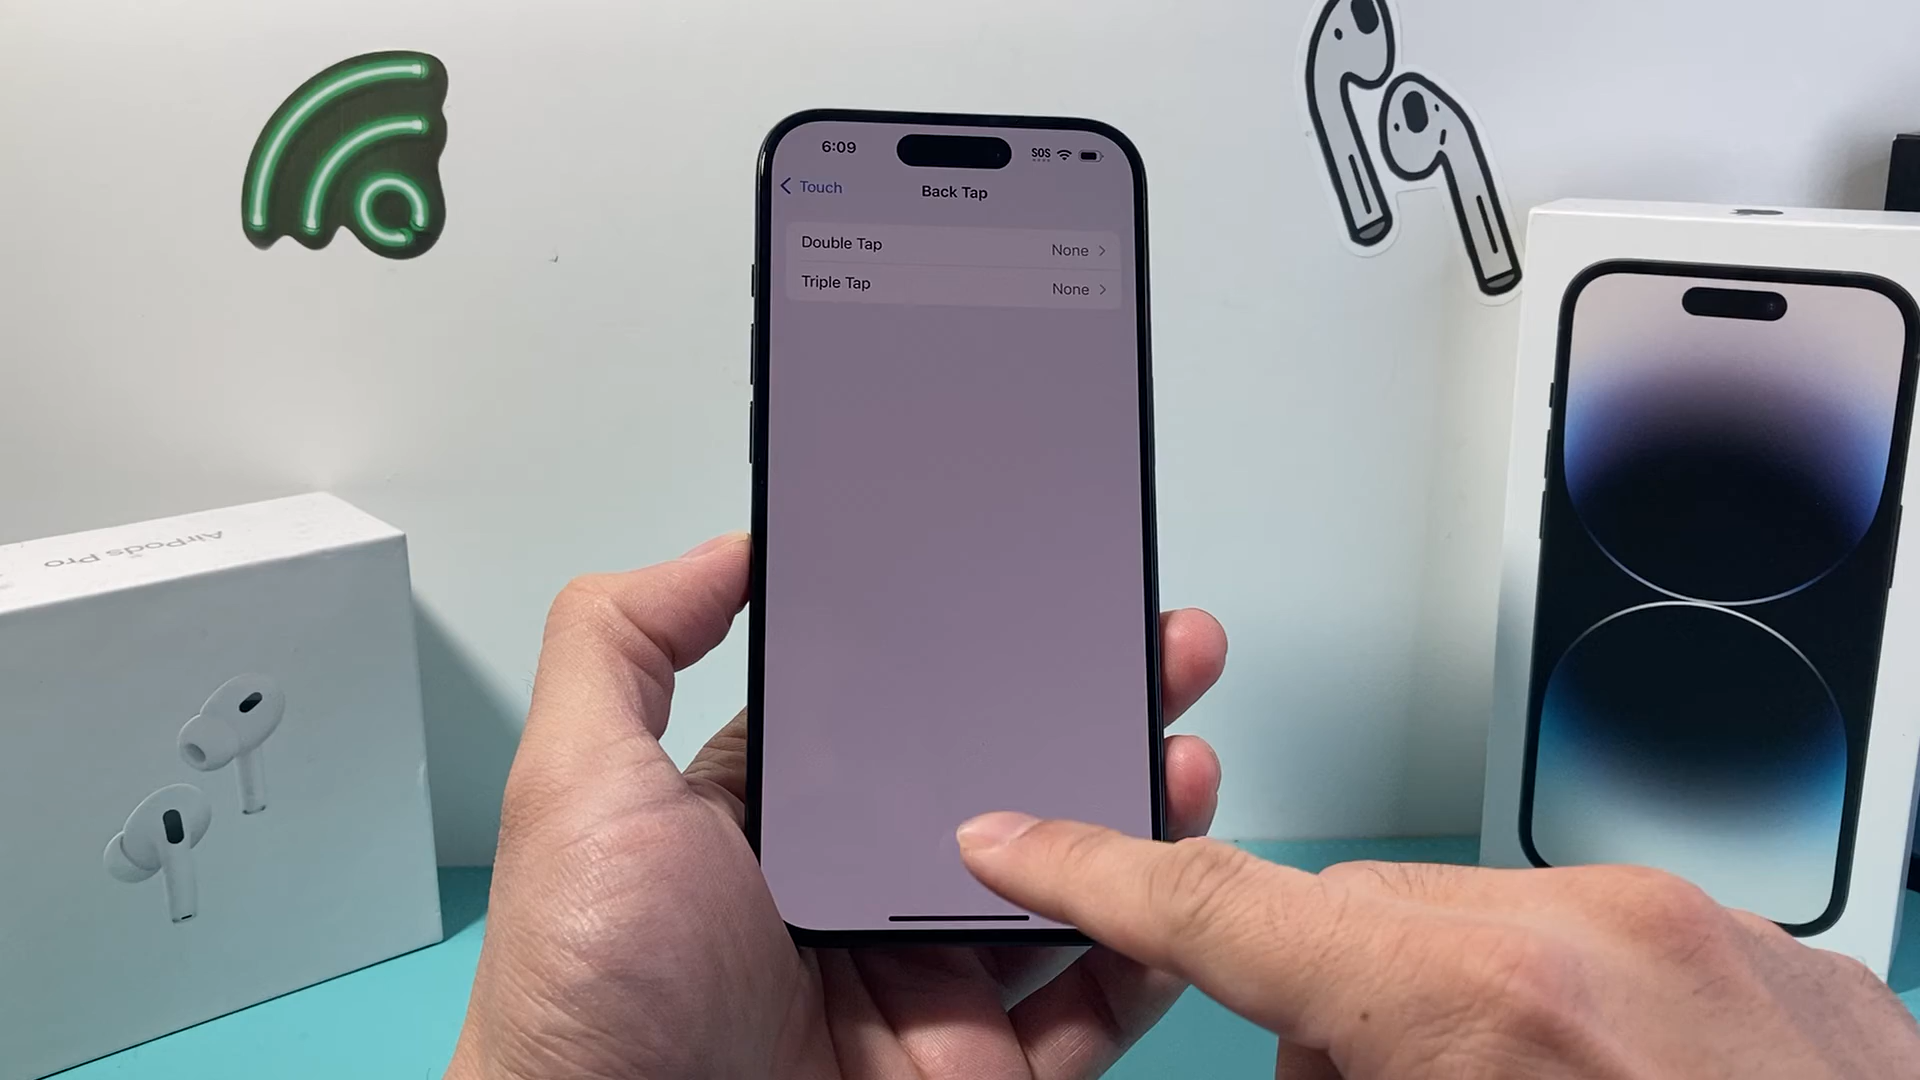 6:09
SOS
Touch
Back Tap
Double Tap
None
Triple Tap
None
AirPods Pro